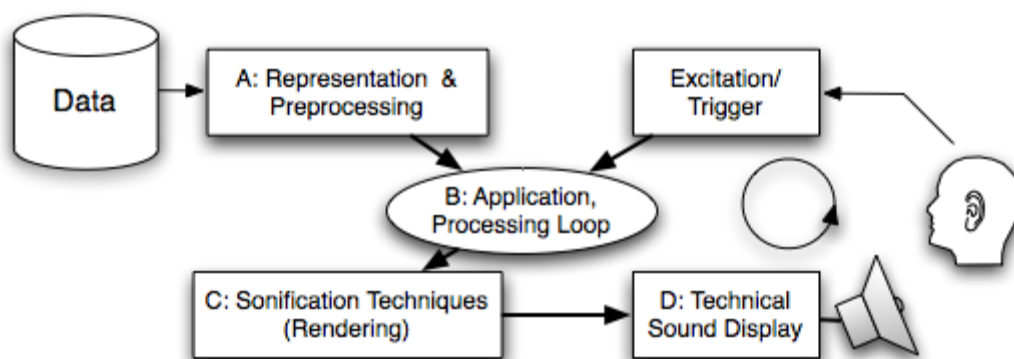 Data
A: Representation &
Preprocessing
Excitation/
Trigger
B: Application,
Processing Loop
C: Sonification Techniques
(Rendering)
D: Technical
Sound Display